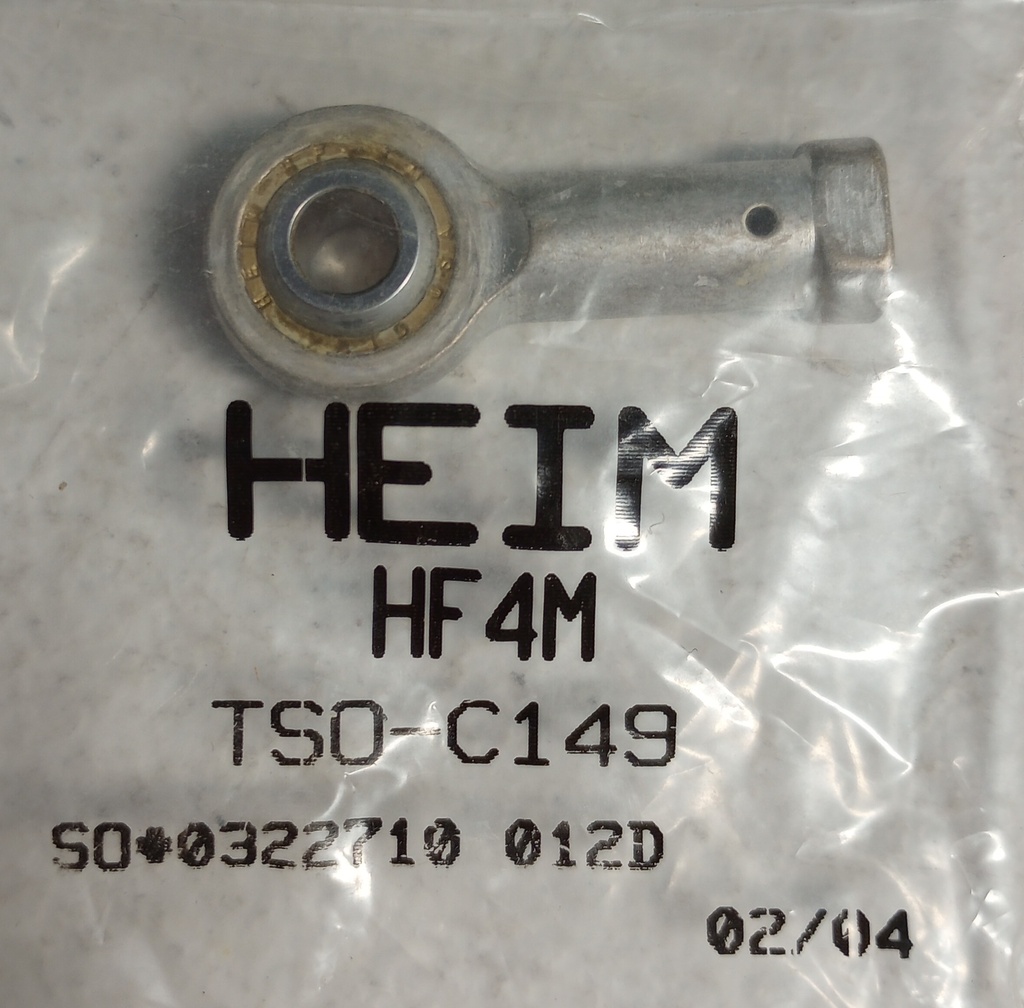 HEIM
HF4M
TSO-C149
SO*0322710 012D
02/04